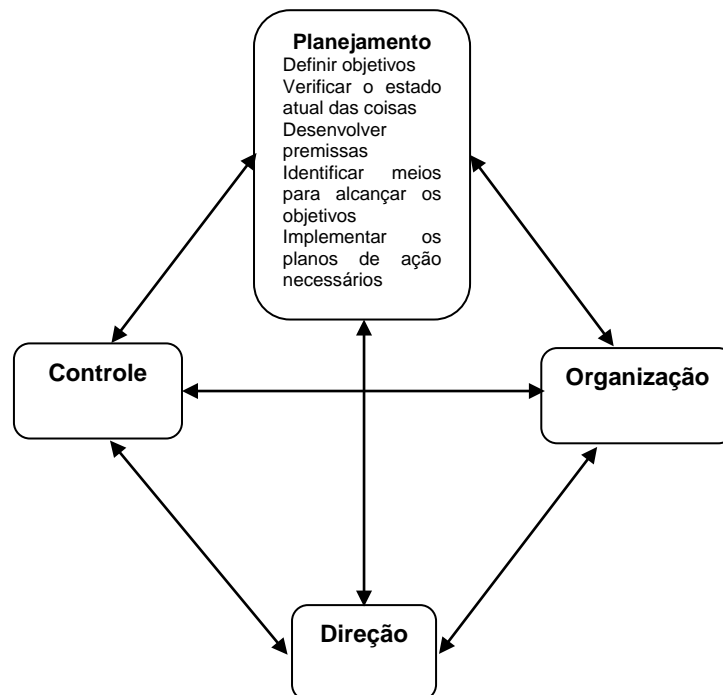 Planejamento
Definir objetivos
Verificar o estado
atual das coisas
Desenvolver
premissas
Identificar meios
para alcançar os
objetivos
Implementar os
planos de ação
necessários
Controle
Organização
Direção